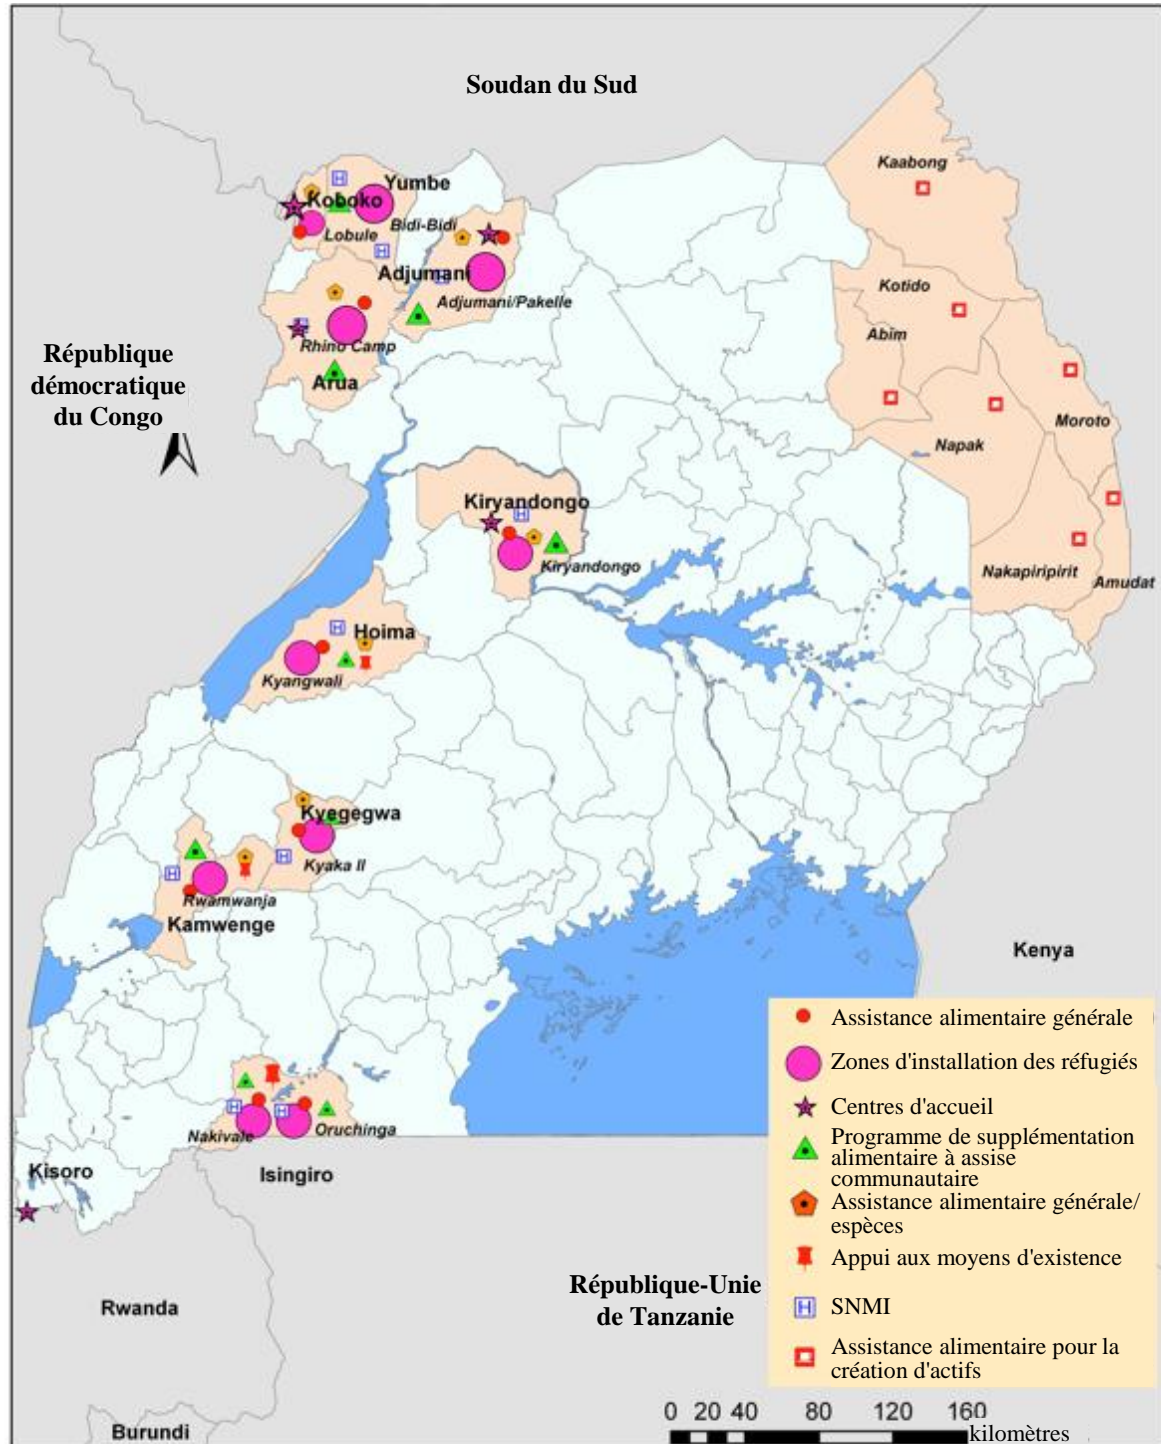 Soudan du Sud
Kaabong
Yumbe
Koboko
Bidi-Bidi
Lobule
Adjumani
Adjumani/Pakelle
Kotido
Abim
Rhino Camp
Arua
République
démocratique
du Congo
Moroto
Napak
Kiryandongo
Kiryandongo
Nakapiripirit
Amudat
Hoima
Kyangwali
Kyegegwa
Kyaka II
Rwamwanja
Kamwenge
Kenya
Nakivale
Oruchinga
Kisoro
Isingiro
Rwanda
République-Unie
de Tanzanie
Burundi
Assistance alimentaire générale
Zones d'installation des réfugiés
Centres d'accueil
Programme de supplémentation
alimentaire à assise
communautaire
Assistance alimentaire générale/
espèces
Appui aux moyens d'existence
SNMI
Assistance alimentaire pour la
création d'actifs
0 20 40 80 120 160
kilomètres